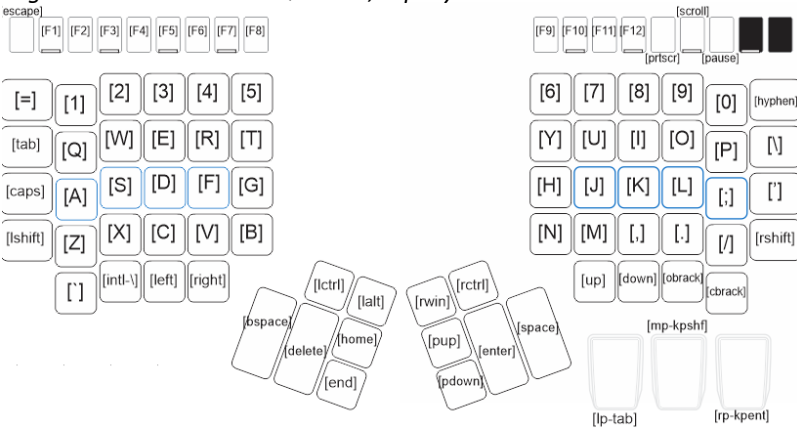 escape]
[scroll]
[F1] [F2] [F3] [F4] [F5] [F6] [F7] [F8] [F9] [F10] [F11] [F12]
[prtscr] [pause]
[=] [1] [2] [3] [4] [5] [6] [7] [8] [9] [0] [hyphen]
[tab] [Q] [W] [E] [R] [T] [Y] [U] [I] [O] [P] [\]
[caps] [A] [S] [D] [F] [G] [H] [J] [K] [L] [;] [']
[lshift] [Z] [X] [C] [V] [B] [N] [M] [,] [.] [/] [rshift]
[`] [intl-\] [left] [right] [up] [down] [obrack] [cbrack]
[lctrl] [lalt] [rwin] [rctrl]
[bspace] [delete] [home] [pup] [enter] [space]
[end] [pdown]
[mp-kpshf]
[lp-tab] [rp-kpent]